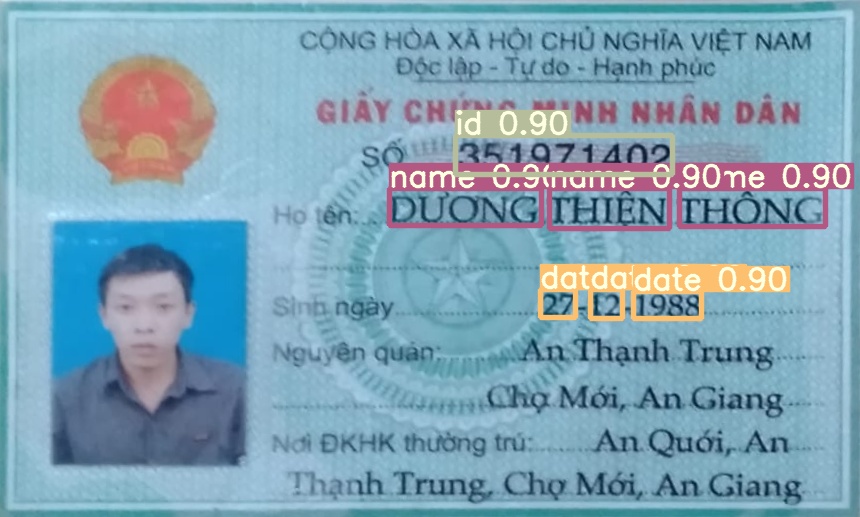 CỘNG HÒA XÃ HỘI CHỦ NGHĨA VIỆT NAM
Độc lập - Tự do - Hạnh phúc
GIẤY CHỨNG MINH NHÂN DÂN
id 0.90
SỐ 351971402
name 0.90 name 0.90 me 0.90
Họ tên: DƯƠNG THIỆN THÔNG
dat dat date 0.90
Sinh ngày 27-12-1988
Nguyên quán: An Thạnh Trung
Chợ Mới, An Giang
Nơi ĐKHK thường trú: An Quới, An
Thạnh Trung, Chợ Mới, An Giang